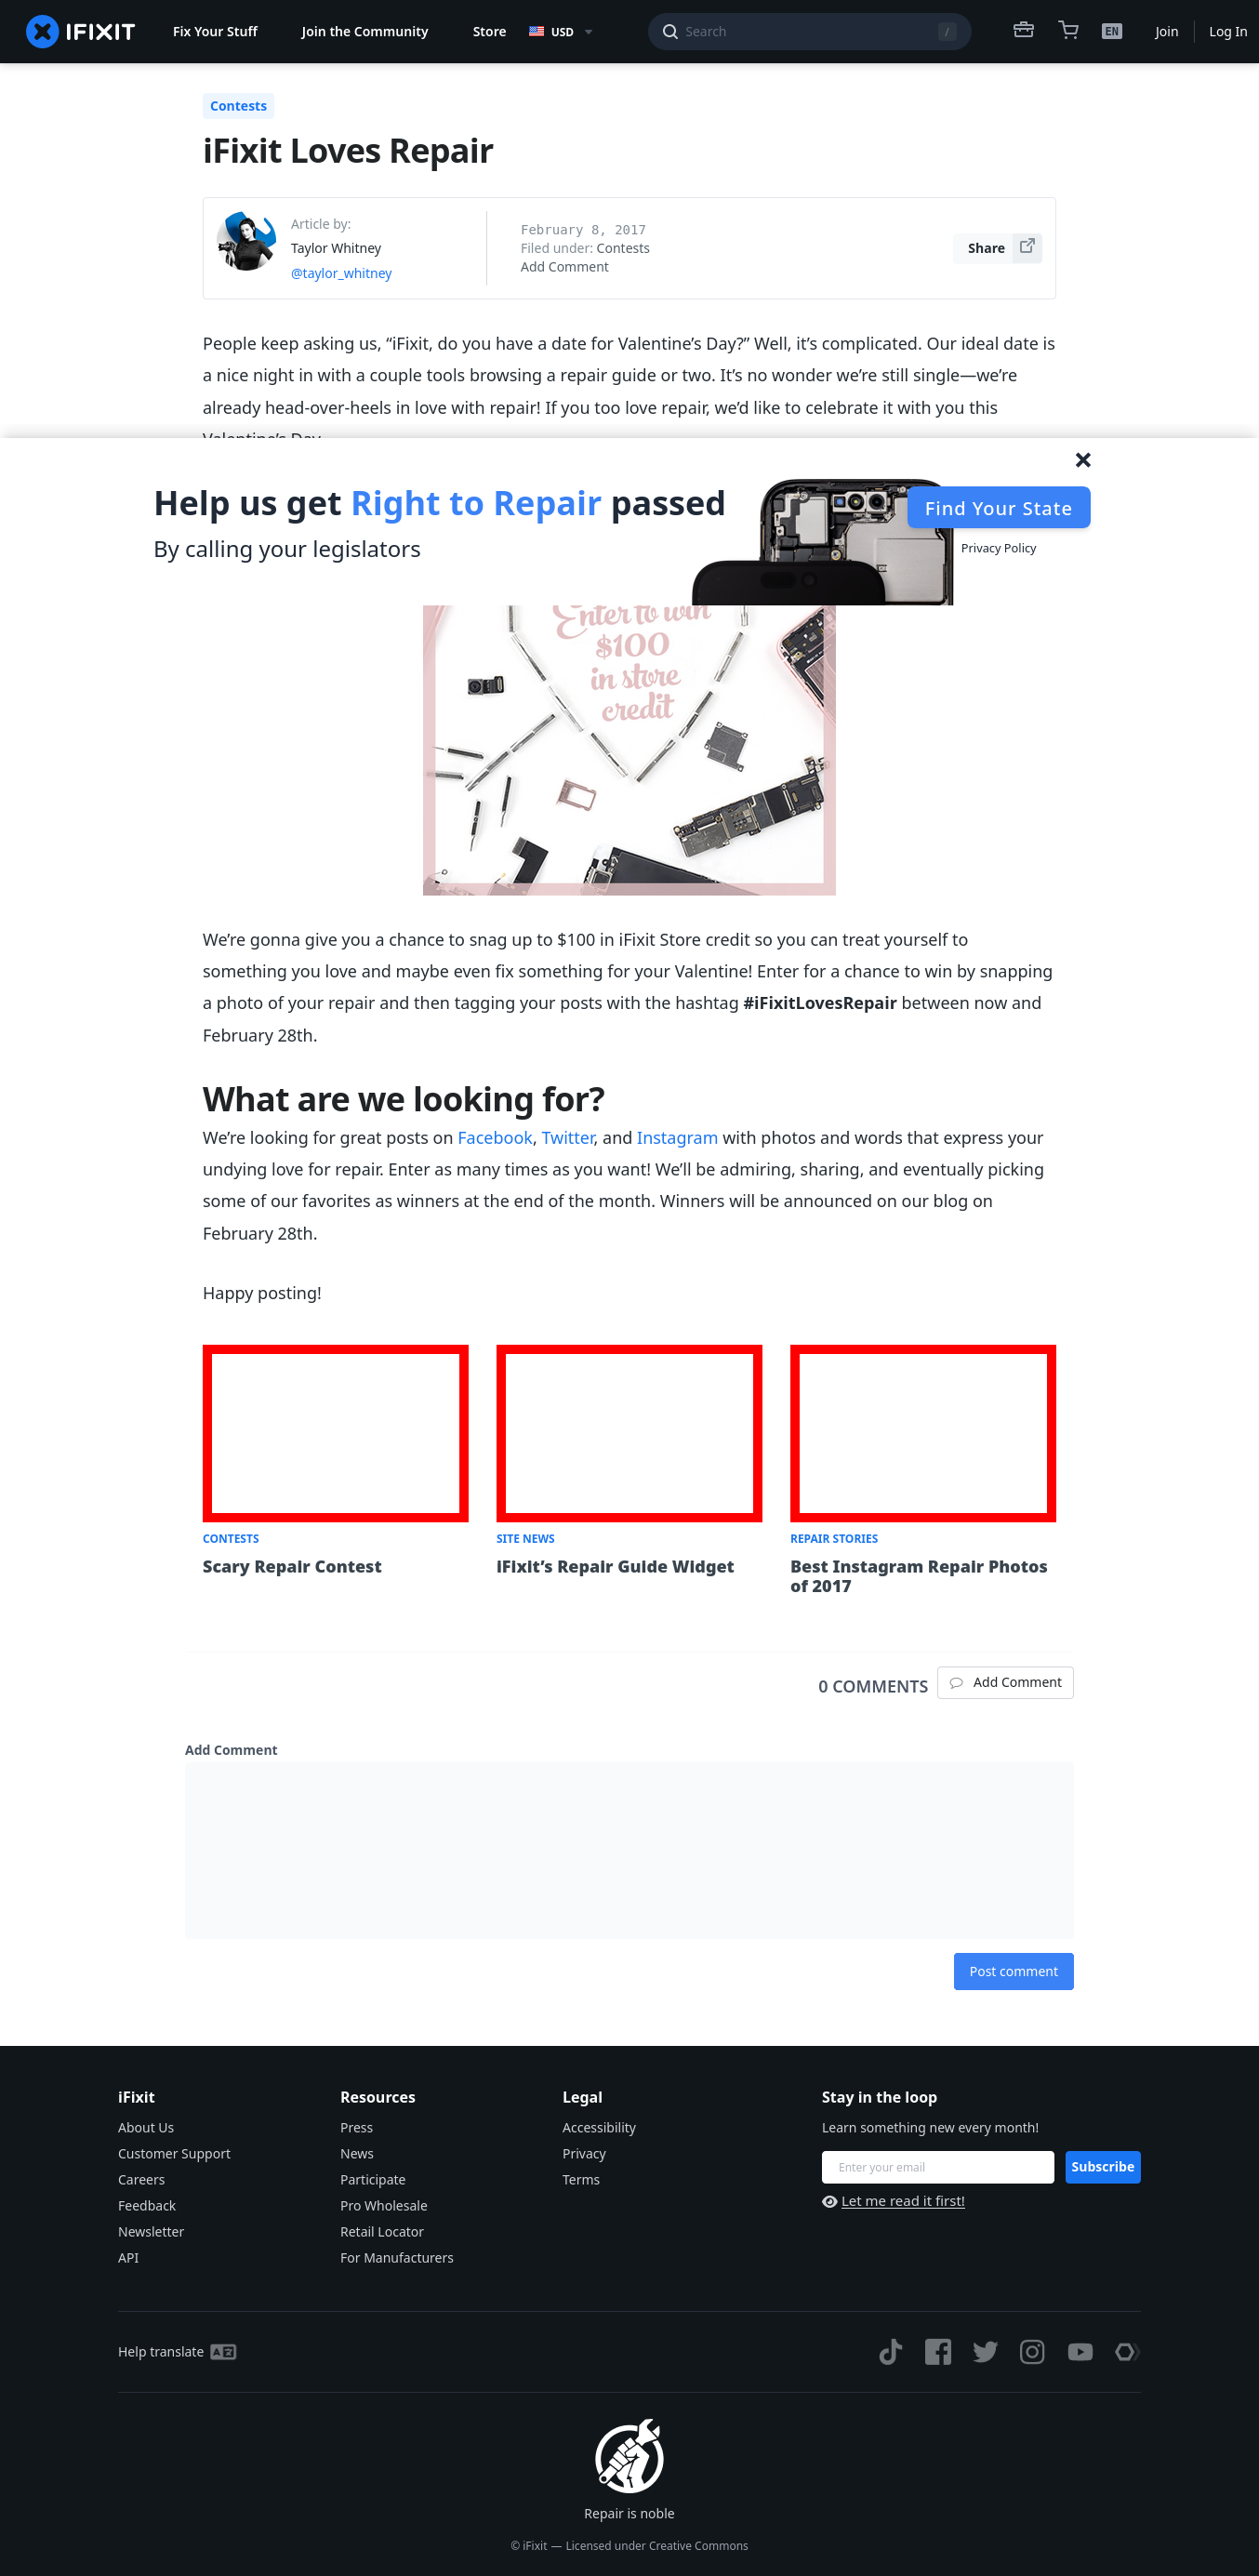 IFIXIT
Fix Your Stuff
Join the Community
Store
USD
Search
/
EN
Join
Log In
Contests
iFixit Loves Repair
Article by:
Taylor Whitney
@taylor_whitney
February 8, 2017
Filed under: Contests
Add Comment
Share
People keep asking us, “iFixit, do you have a date for Valentine’s Day?” Well, it’s complicated. Our ideal date is
a nice night in with a couple tools browsing a repair guide or two. It’s no wonder we’re still single—we’re
already head-over-heels in love with repair! If you too love repair, we’d like to celebrate it with you this
Valentine’s Day.
Help us get Right to Repair passed
By calling your legislators
Find Your State
Privacy Policy
Enter to win
$100
in store
credit
We’re gonna give you a chance to snag up to $100 in iFixit Store credit so you can treat yourself to
something you love and maybe even fix something for your Valentine! Enter for a chance to win by snapping
a photo of your repair and then tagging your posts with the hashtag #iFixitLovesRepair between now and
February 28th.
What are we looking for?
We’re looking for great posts on Facebook, Twitter, and Instagram with photos and words that express your
undying love for repair. Enter as many times as you want! We’ll be admiring, sharing, and eventually picking
some of our favorites as winners at the end of the month. Winners will be announced on our blog on
February 28th.
Happy posting!
CONTESTS
Scary Repair Contest
SITE NEWS
iFixit’s Repair Guide Widget
REPAIR STORIES
Best Instagram Repair Photos
of 2017
0 COMMENTS
Add Comment
Add Comment
Post comment
iFixit
About Us
Customer Support
Careers
Feedback
Newsletter
API
Resources
Press
News
Participate
Pro Wholesale
Retail Locator
For Manufacturers
Legal
Accessibility
Privacy
Terms
Stay in the loop
Learn something new every month!
Enter your email
Subscribe
Let me read it first!
Help translate
Repair is noble
© iFixit — Licensed under Creative Commons